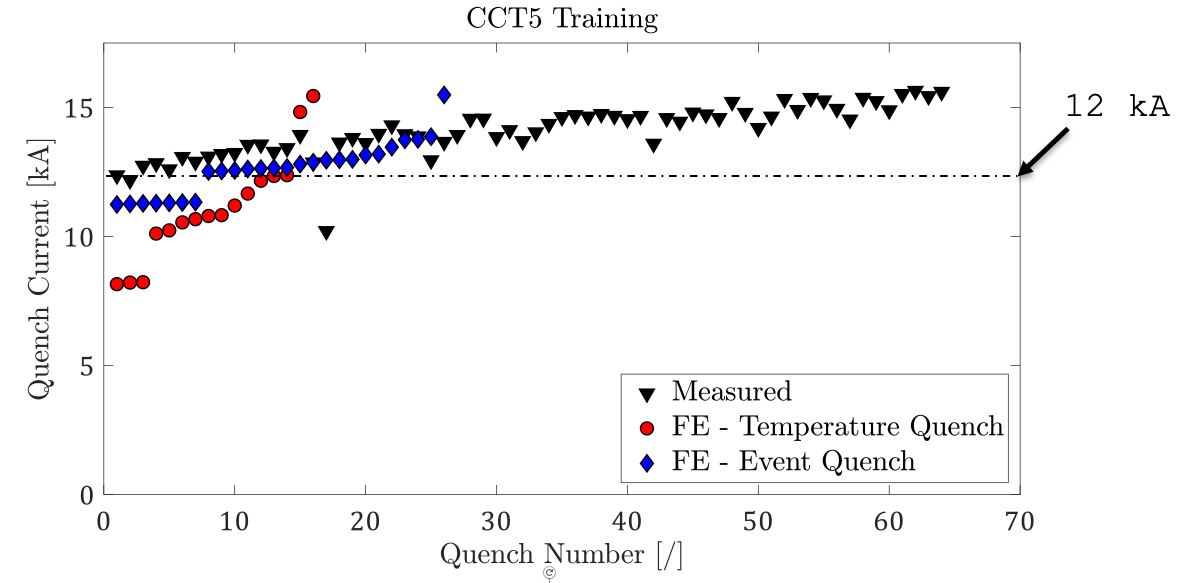 CCT5 Training
12 kA
Quench Current [kA]
15
10
5
0
Measured
FE - Temperature Quench
FE - Event Quench
0 10 20 30 40 50 60 70
Quench Number [/]
©